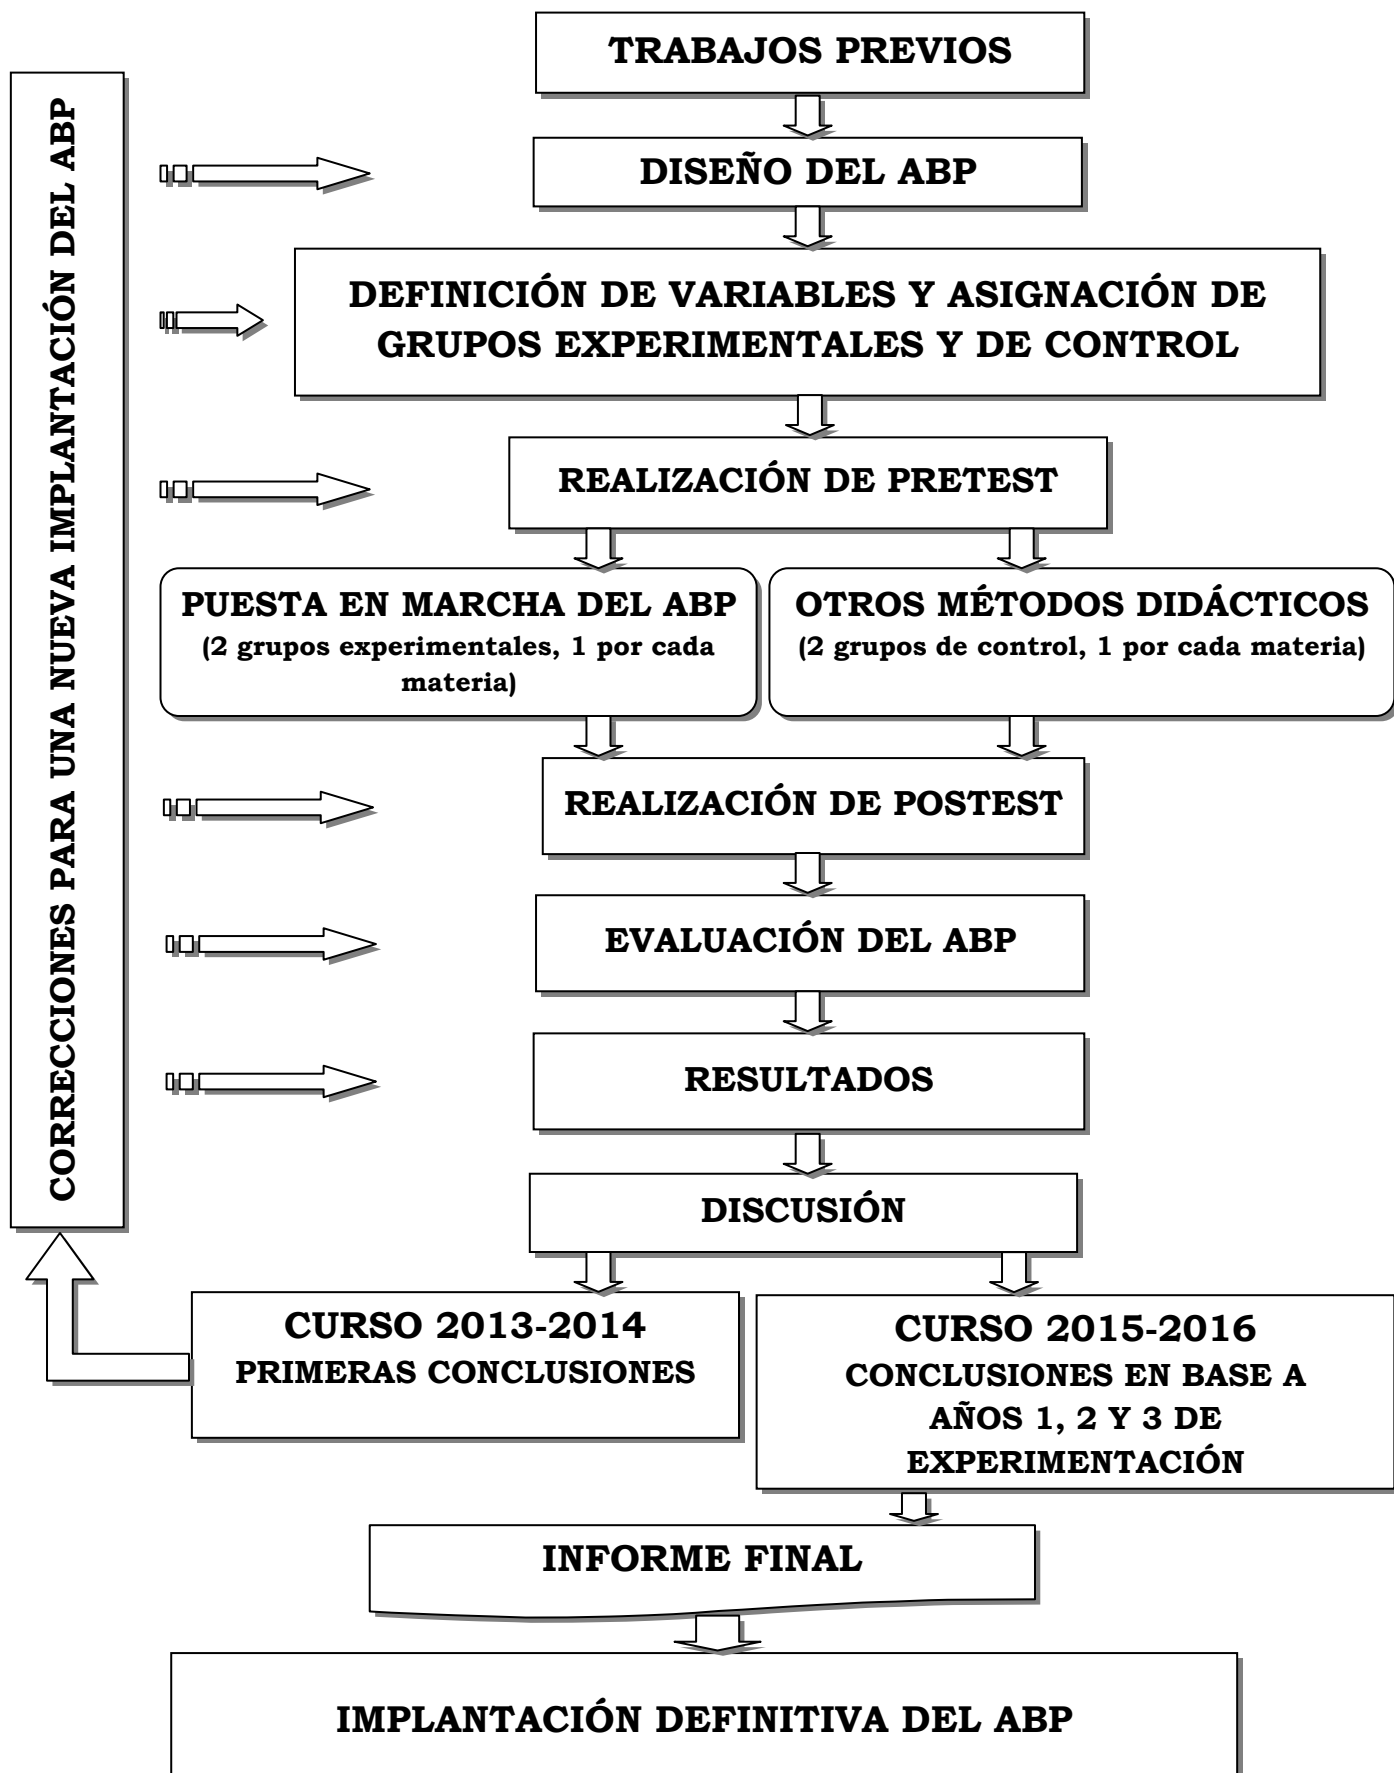 TRABAJOS PREVIOS
CORRECCIONES PARA UNA NUEVA IMPLANTACIÓN DEL ABP
DISEÑO DEL ABP
DEFINICIÓN DE VARIABLES Y ASIGNACIÓN DE
GRUPOS EXPERIMENTALES Y DE CONTROL
REALIZACIÓN DE PRETEST
PUESTA EN MARCHA DEL ABP
(2 grupos experimentales, 1 por cada
materia)
OTROS MÉTODOS DIDÁCTICOS
(2 grupos de control, 1 por cada materia)
REALIZACIÓN DE POSTEST
EVALUACIÓN DEL ABP
RESULTADOS
DISCUSIÓN
CURSO 2013-2014
PRIMERAS CONCLUSIONES
CURSO 2015-2016
CONCLUSIONES EN BASE A
AÑOS 1, 2 Y 3 DE
EXPERIMENTACIÓN
INFORME FINAL
IMPLANTACIÓN DEFINITIVA DEL ABP